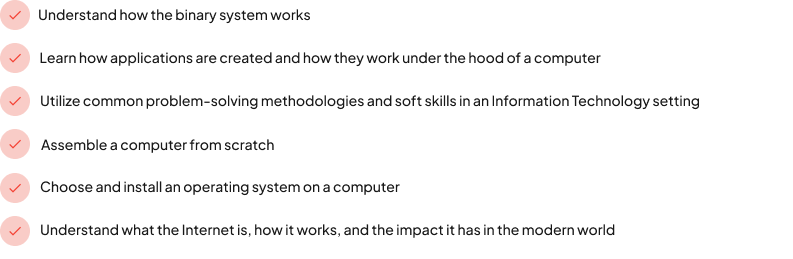 Understand how the binary system works
Learn how applications are created and how they work under the hood of a computer
Utilize common problem-solving methodologies and soft skills in an Information Technology setting
Assemble a computer from scratch
Choose and install an operating system on a computer
Understand what the Internet is, how it works, and the impact it has in the modern world